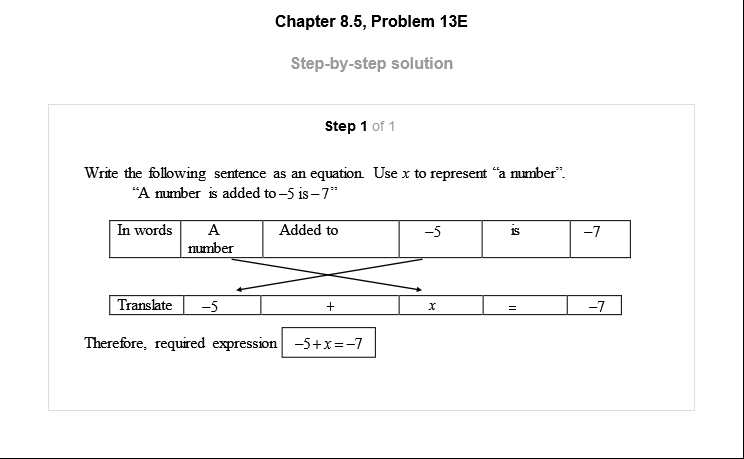 Chapter 8.5, Problem 13E
Step-by-step solution
Step 1 of 1
Write the following sentence as an equation. Use x to represent “a number”.
“A number is added to –5 is – 7”
In words A number Added to –5 is –7
Translate –5 + x = –7
Therefore, required expression –5+x=–7